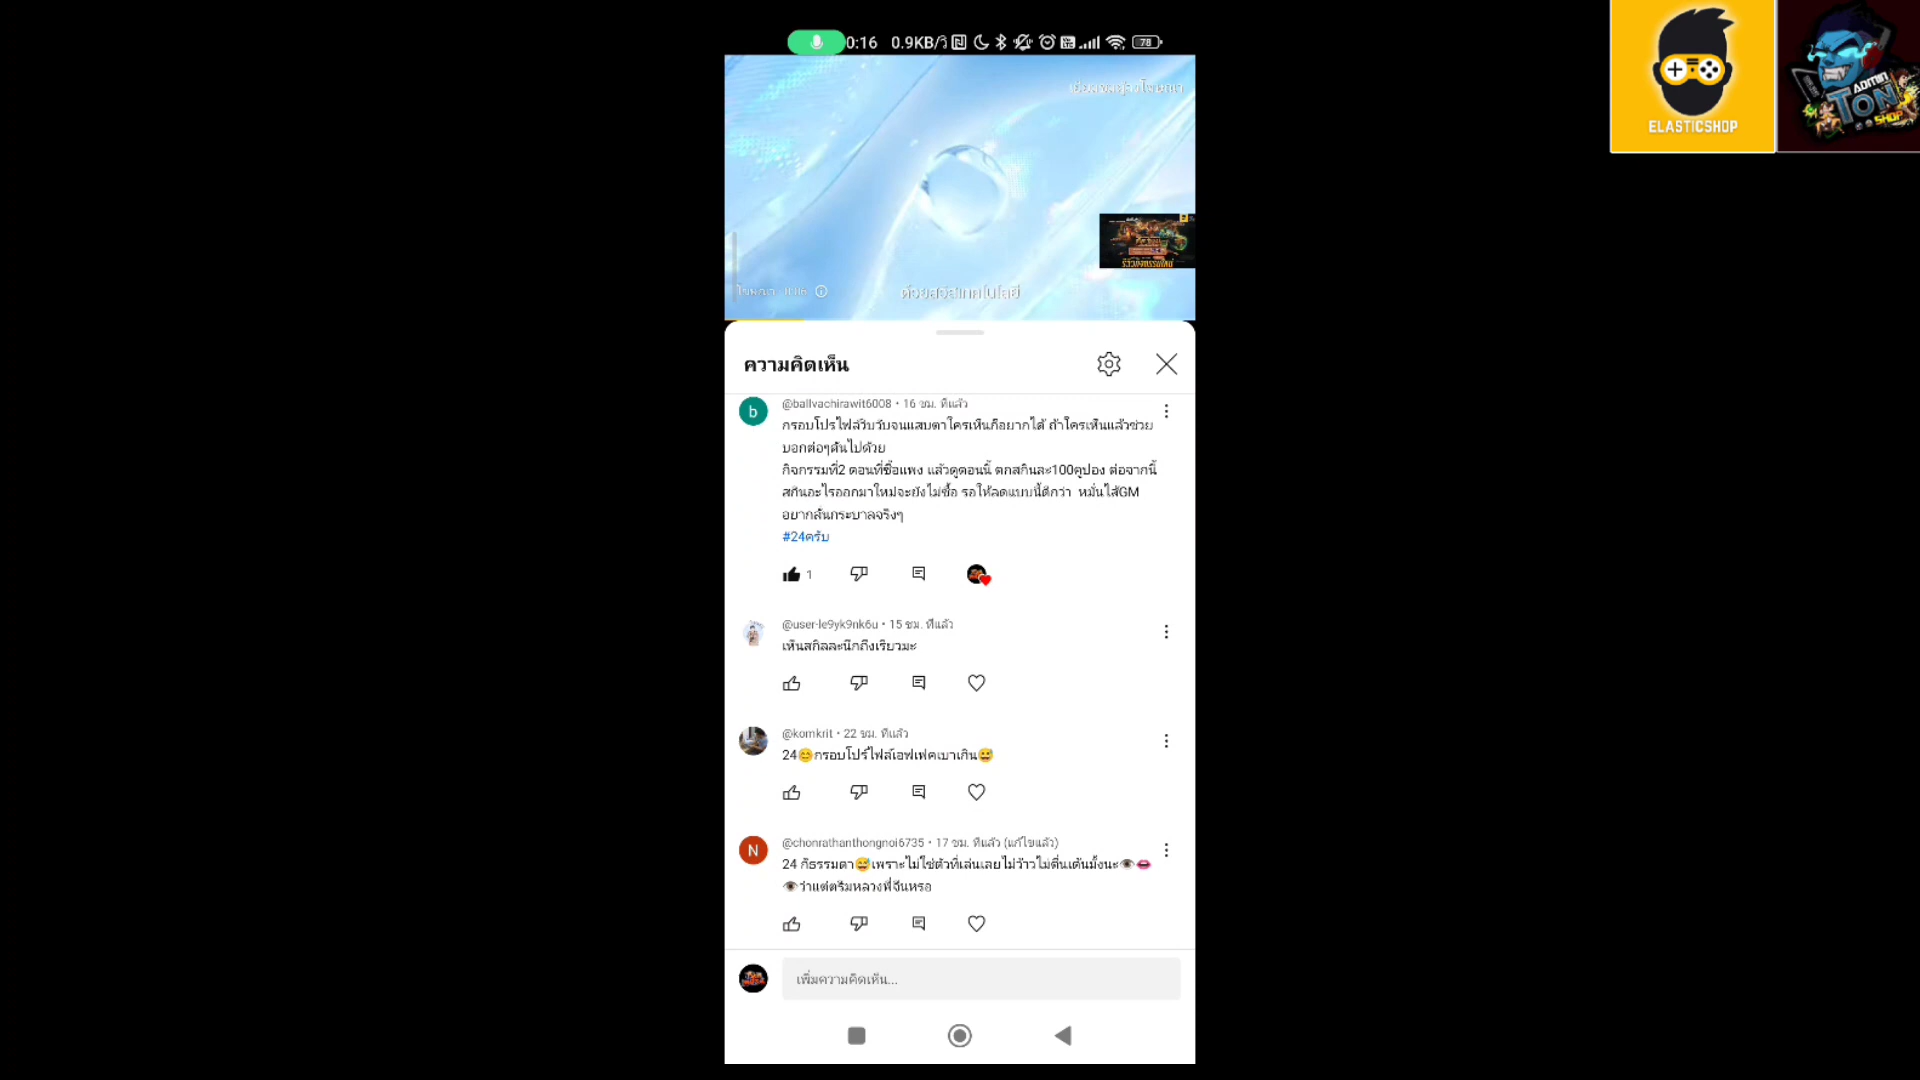 0:16 0.9KB/วิ 78
ELASTICSHOP
ADMIN
TON
SHOP
ความคิดเห็น
@ballvachirawit6008 • 16 ชม. ที่แล้ว
กรอบโปรไฟล์วิบวับจนแสบตาใครเห็นก็อยากได้ ถ้าใครเห็นแล้วช่วย
บอกต่อๆกันไปด้วย
กิจกรรมที่2 ตอนที่ซื้อแพง แล้วดูตอนนี้ ตกสกินละ100คูปอง ต่อจากนี้
สกินอะไรออกมาใหม่จะยังไม่ซื้อ รอให้ลดแบบนี้ดีกว่า หมั่นไส้GM
อยากสั่นกระบาลจริงๆ
#24ครับ
1
@user-le9yk9nk6u • 15 ชม. ที่แล้ว
เห็นสกิลละนึกถึงเรียวมะ
@komkrit • 22 ชม. ที่แล้ว
24😊กรอบโปร์ไฟล์เอฟเฟคเบาเกิน😅
@chonrathanthongnoi6735 • 17 ชม. ที่แล้ว (แก้ไขแล้ว)
24 ก็ธรรมดา😅เพราะไม่ใช่ตัวที่เล่นเลยไม่ว้าวไม่ตื่นเต้นมั้งนะ👁️👄
👁️ว่าแต่ครีมหลวงพี่จีนหรอ
เพิ่มความคิดเห็น...